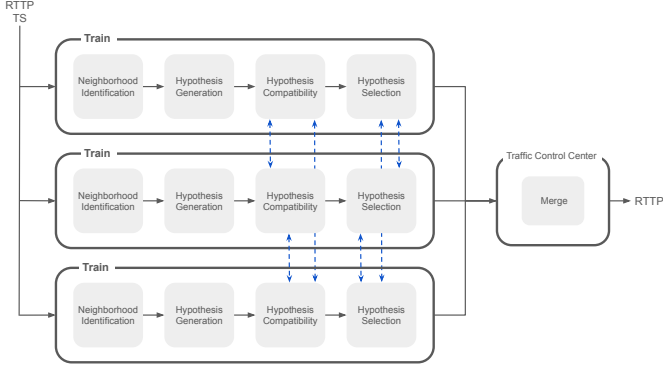 RTTP
TS
Train
Neighborhood
Identification
Hypothesis
Generation
Hypothesis
Compatibility
Hypothesis
Selection
Train
Neighborhood
Identification
Hypothesis
Generation
Hypothesis
Compatibility
Hypothesis
Selection
Traffic Control Center
Merge
RTTP
Train
Neighborhood
Identification
Hypothesis
Generation
Hypothesis
Compatibility
Hypothesis
Selection